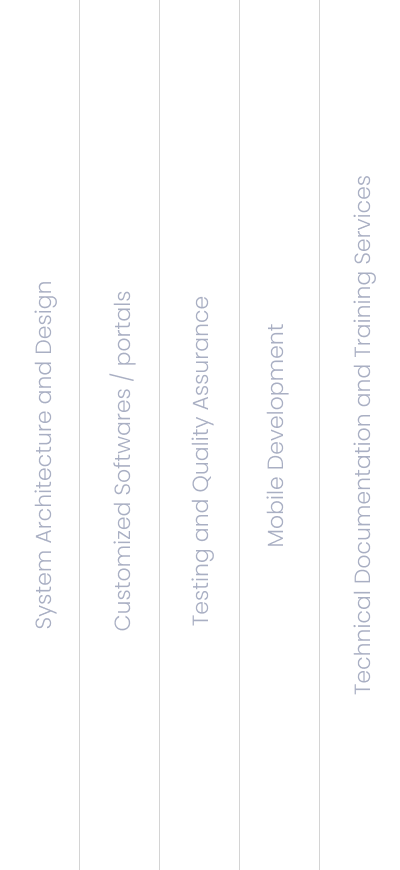 System Architecture and Design
Customized Softwares / portals
Testing and Quality Assurance
Mobile Development
Technical Documentation and Training Services